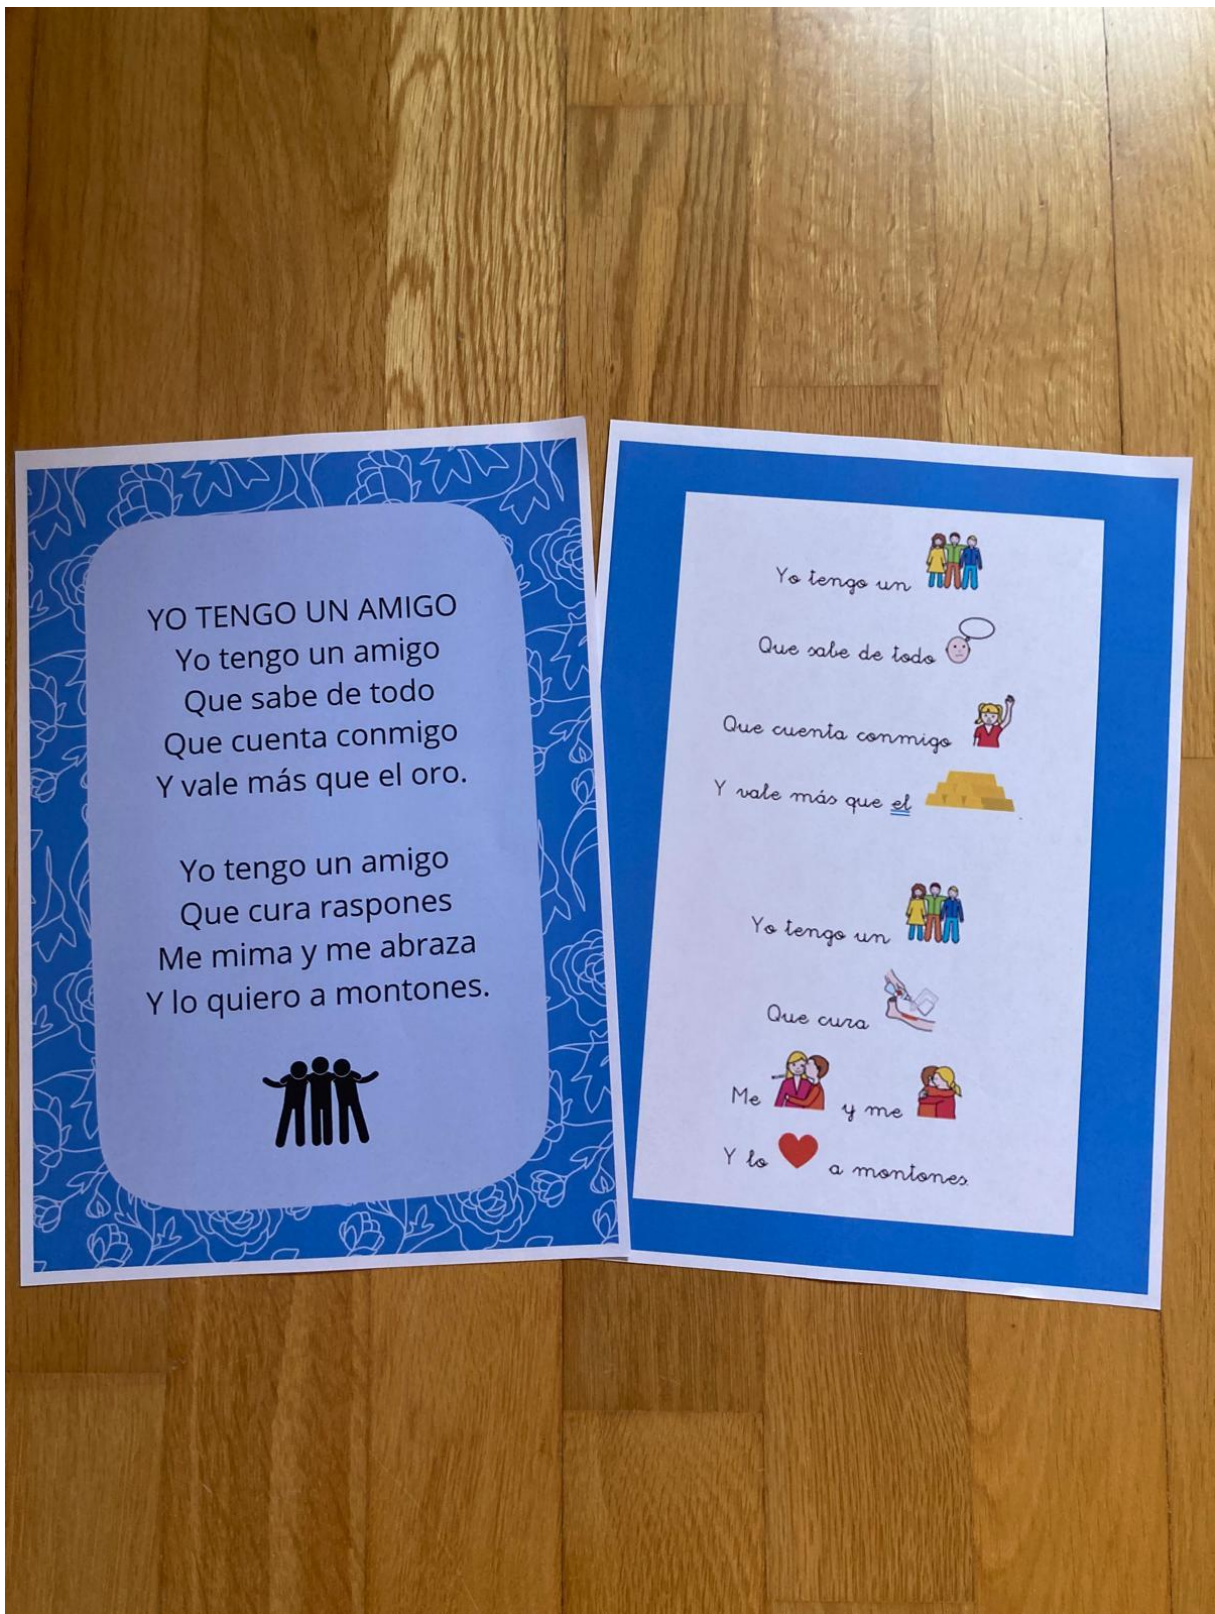 YO TENGO UN AMIGO
Yo tengo un amigo
Que sabe de todo
Que cuenta conmigo
Y vale más que el oro.
Yo tengo un amigo
Que cura raspones
Me mima y me abraza
Y lo quiero a montones.
Yo tengo un
Que sabe de todo
Que cuenta conmigo
Y vale más que el
Yo tengo un
Que cura
Me y me
Y lo a montones.